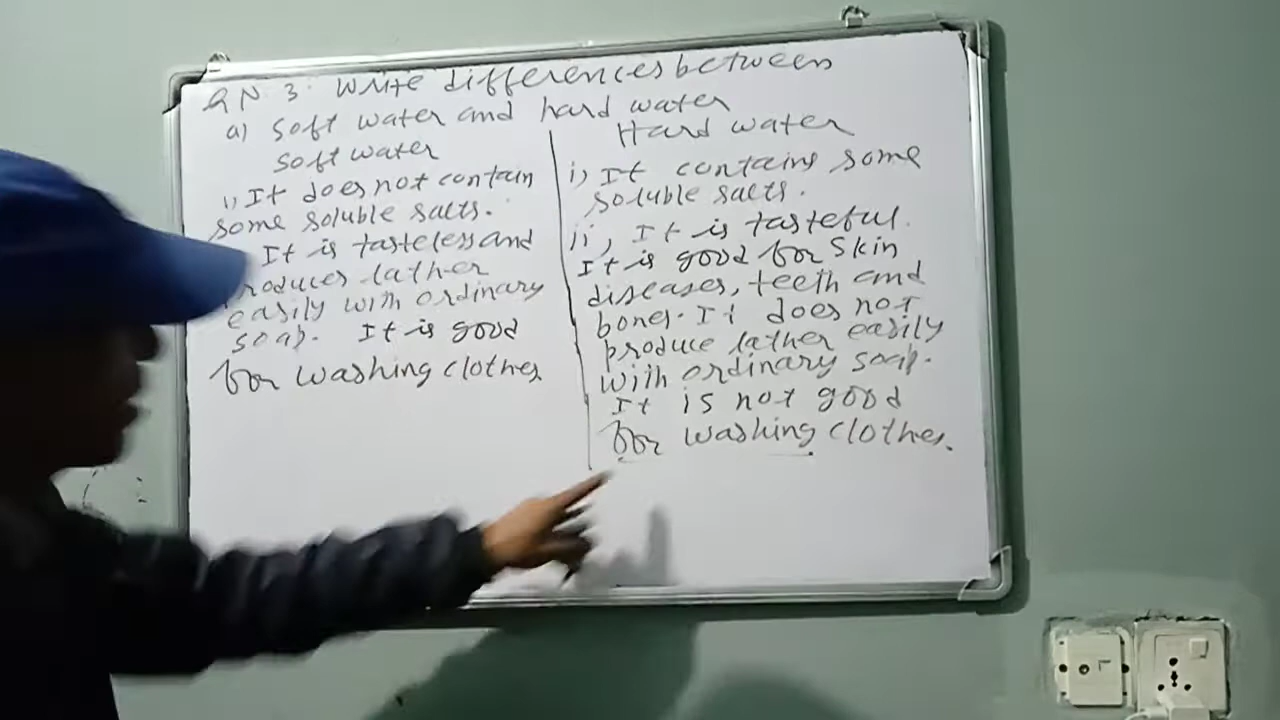 Q N 3. Write differences between
a) Soft water and hard water
Soft water
i) It does not contain
some soluble salts.
It is tasteless and
produces lather
easily with ordinary
soap. It is good
for washing clothes.
Hard water
i) It contains some
soluble salts.
ii) It is tasteful.
It is good for skin
diseases, teeth and
bones. It does not
produce lather easily
with ordinary soap.
It is not good
for washing clothes.